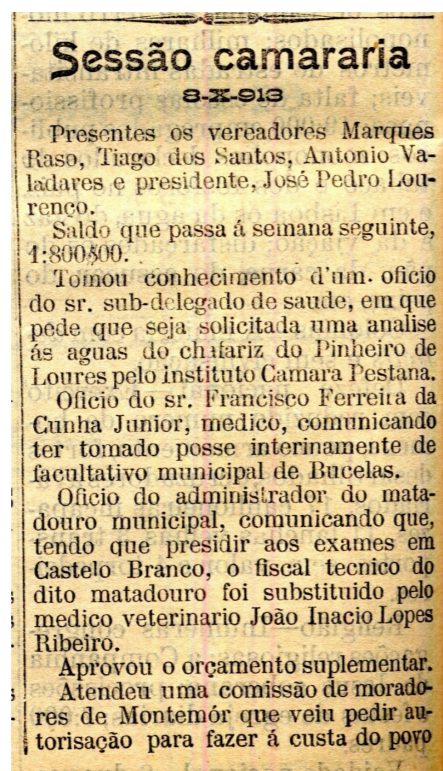 Sessão camararia
8-X-913
Presentes os vereadores Marques
Raso, Tiago dos Santos, Antonio Va-
ladares e presidente, José Pedro Lou-
renço.
Saldo que passa á semana seguinte,
1:800$00.
Tomou conhecimento d'um oficio
do sr. sub-delegado de saude, em que
pede que seja solicitada uma analise
ás aguas do chafariz do Pinheiro de
Loures pelo instituto Camara Pestana.
Oficio do sr. Francisco Ferreira da
Cunha Junior, medico, comunicando
ter tomado posse interinamente de
facultativo municipal de Bucelas.
Oficio do administrador do mata-
douro municipal, comunicando que,
tendo que presidir aos exames em
Castelo Branco, o fiscal tecnico do
dito matadouro foi substituido pelo
medico veterinario João Inacio Lopes
Ribeiro.
Aprovou o orçamento suplementar.
Atendeu uma comissão de morado-
res de Montemór que veiu pedir au-
torisação para fazer á custa do povo